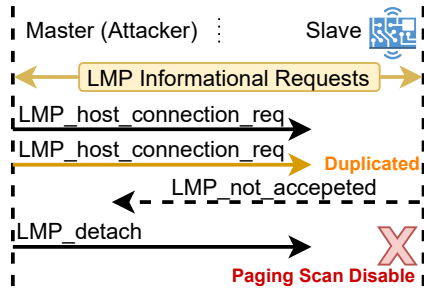 Master (Attacker)
Slave
LMP Informational Requests
LMP_host_connection_req
LMP_host_connection_req
Duplicated
LMP_not_accepeted
LMP_detach
Paging Scan Disable